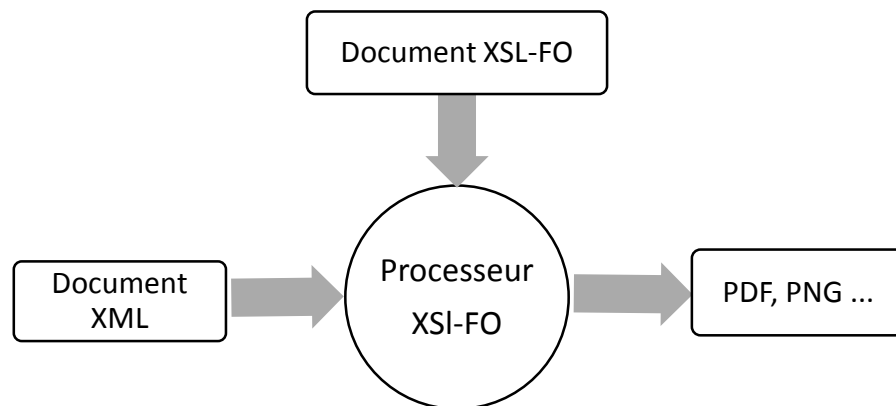 Document XSL-FO
Document
XML
Processeur
XSl-FO
PDF, PNG ...